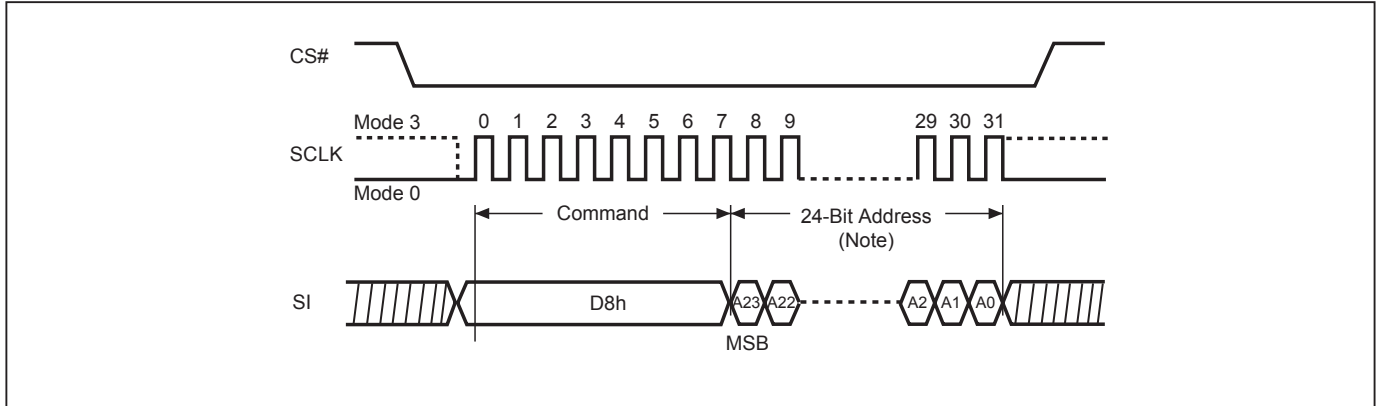 CS#
Mode 3 0 1 2 3 4 5 6 7 8 9 29 30 31
SCLK
Mode 0
Command 24-Bit Address
(Note)
SI D8h A23 A22 A2 A1 A0
MSB